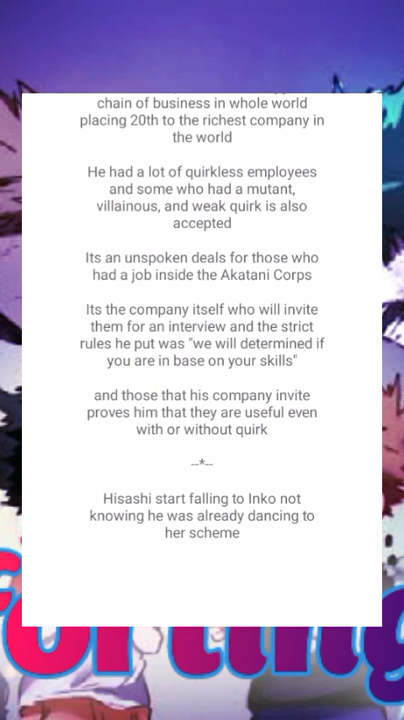 chain of business in whole world
placing 20th to the richest company in
the world
He had a lot of quirkless employees
and some who had a mutant,
villainous, and weak quirk is also
accepted
Its an unspoken deals for those who
had a job inside the Akatani Corps
Its the company itself who will invite
them for an interview and the strict
rules he put was "we will determined if
you are in base on your skills"
and those that his company invite
proves him that they are useful even
with or without quirk
--*--
Hisashi start falling to Inko not
knowing he was already dancing to
her scheme